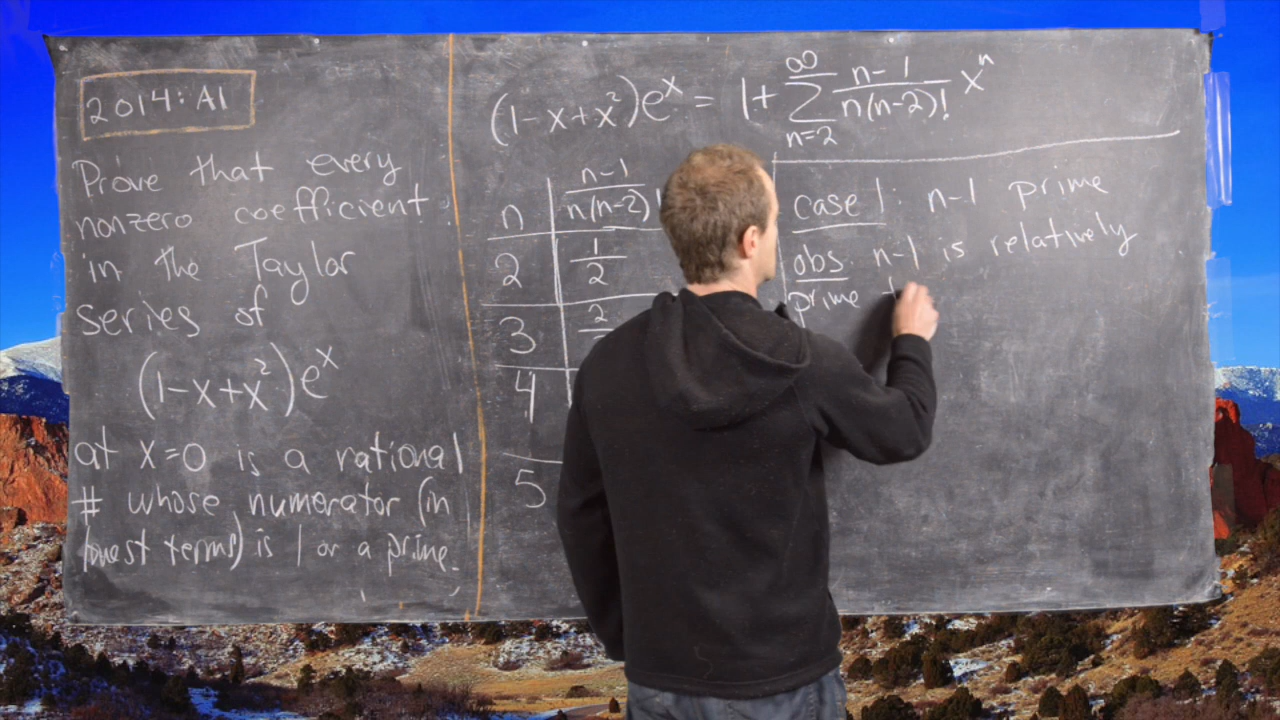 2014: A1
Prove that every
nonzero coefficient
in the Taylor
series of
(1-x+x²)eˣ
at x=0 is a rational
# whose numerator (in
lowest terms) is 1 or a prime.
(1-x+x²)eˣ = 1+ ∞∑n=2 n-1/n(n-2)! xⁿ
n n-1/n(n-2)!
2 1/2
3 2
4
5
case 1: n-1 prime
obs. n-1 is relatively
prime